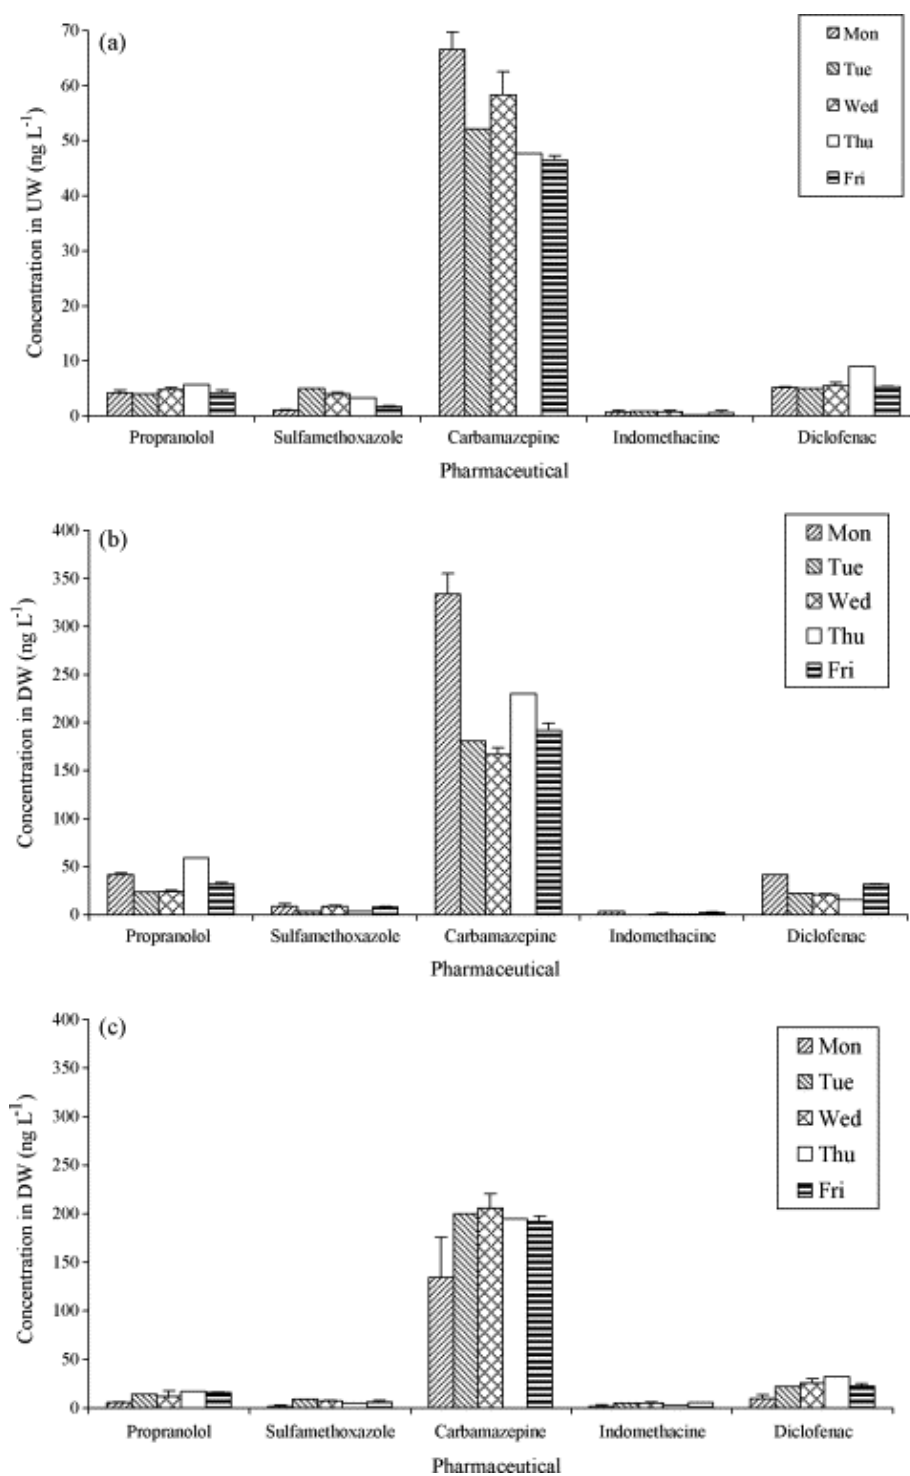 (a)
70
60
50
40
30
20
10
0
Concentration in UW (ng L⁻¹)
Mon
Tue
Wed
Thu
Fri
Propranolol Sulfamethoxazole Carbamazepine Indomethacine Diclofenac
Pharmaceutical
(b)
400
350
300
250
200
150
100
50
0
Concentration in DW (ng L⁻¹)
Mon
Tue
Wed
Thu
Fri
Propranolol Sulfamethoxazole Carbamazepine Indomethacine Diclofenac
Pharmaceutical
(c)
400
350
300
250
200
150
100
50
0
Concentration in DW (ng L⁻¹)
Mon
Tue
Wed
Thu
Fri
Propranolol Sulfamethoxazole Carbamazepine Indomethacine Diclofenac
Pharmaceutical